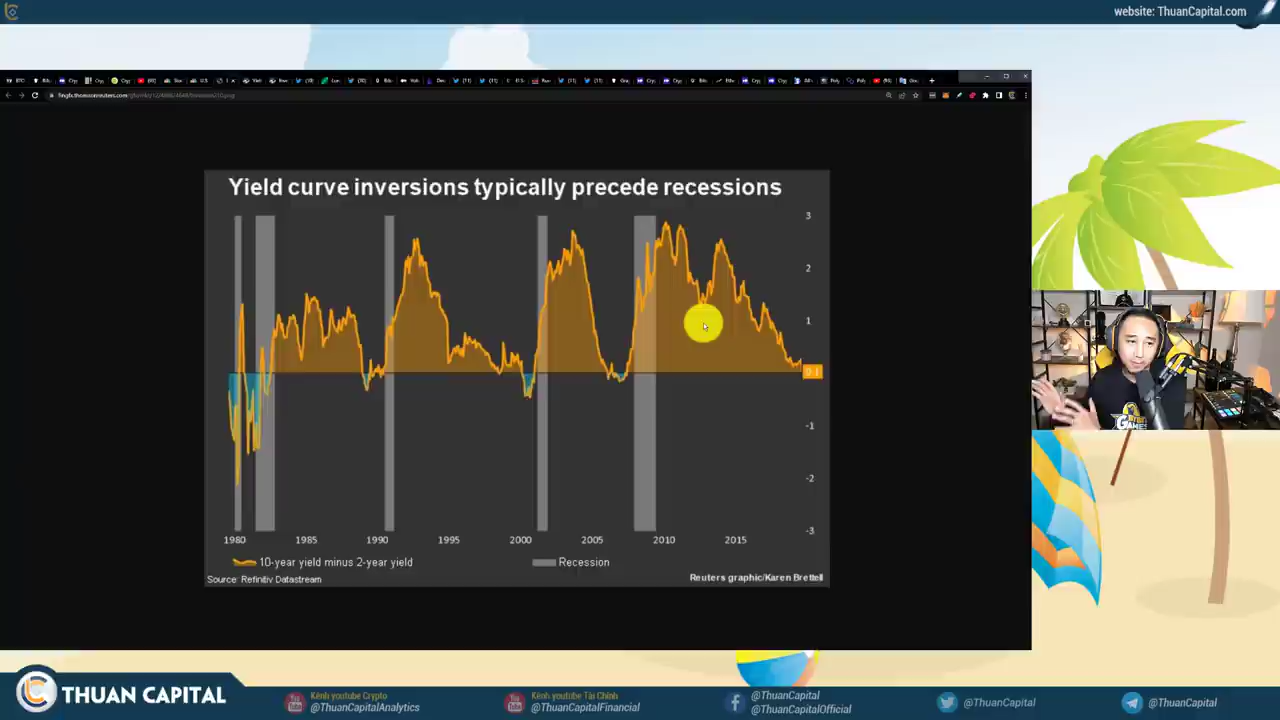 website: ThuanCapital.com
Yield curve inversions typically precede recessions
3
2
1
0.1
-1
-2
-3
1980 1985 1990 1995 2000 2005 2010 2015
10-year yield minus 2-year yield
Recession
Source: Refinitiv Datastream
Reuters graphic/Karen Brettell
THUAN CAPITAL
Kênh youtube Crypto
@ThuanCapitalAnalytics
Kênh youtube Tài Chính
@ThuanCapitalFinancial
@ThuanCapital
@ThuanCapitalOfficial
@ThuanCapital
@ThuanCapital